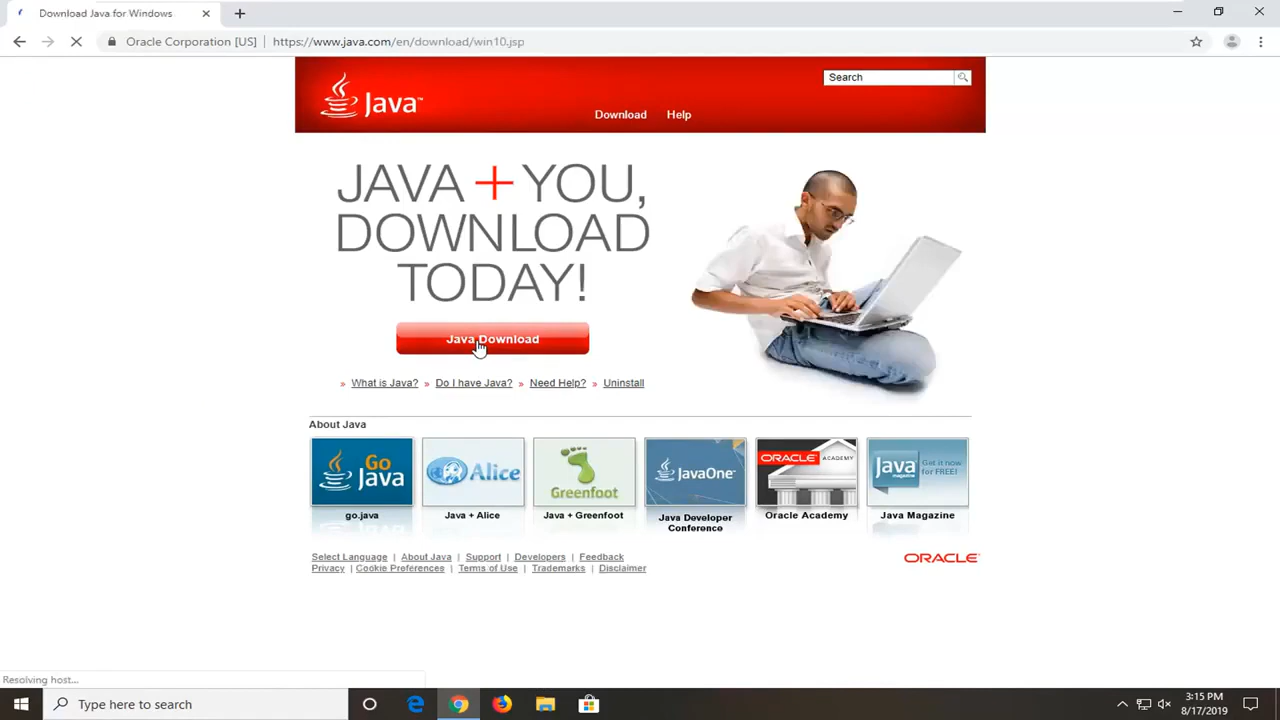 Download Java for Windows
Oracle Corporation [US] https://www.java.com/en/download/win10.jsp
Java™
Search
Download Help
JAVA + YOU,
DOWNLOAD
TODAY!
Java Download
» What is Java? » Do I have Java? » Need Help? » Uninstall
About Java
Go Java
Alice
Greenfoot
JavaOne™
ORACLE ACADEMY
Java magazine Get it now for FREE!
go.java
Java + Alice
Java + Greenfoot
Java Developer Conference
Oracle Academy
Java Magazine
Select Language | About Java | Support | Developers | Feedback
Privacy | Cookie Preferences | Terms of Use | Trademarks | Disclaimer
ORACLE
Resolving host...
Type here to search
3:15 PM
8/17/2019